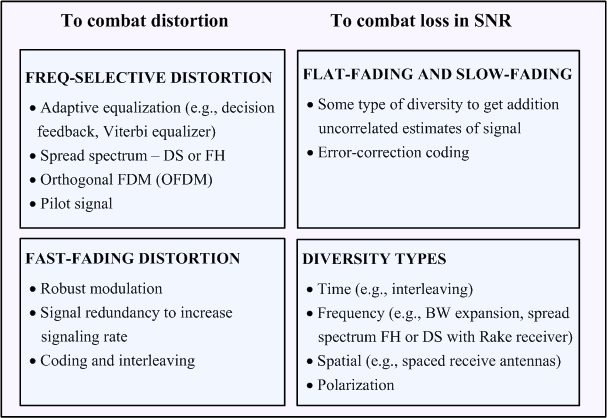 To combat distortion
FREQ-SELECTIVE DISTORTION
• Adaptive equalization (e.g., decision
feedback, Viterbi equalizer)
• Spread spectrum – DS or FH
• Orthogonal FDM (OFDM)
• Pilot signal
FAST-FADING DISTORTION
• Robust modulation
• Signal redundancy to increase
signaling rate
• Coding and interleaving
To combat loss in SNR
FLAT-FADING AND SLOW-FADING
• Some type of diversity to get addition
uncorrelated estimates of signal
• Error-correction coding
DIVERSITY TYPES
• Time (e.g., interleaving)
• Frequency (e.g., BW expansion, spread
spectrum FH or DS with Rake receiver)
• Spatial (e.g., spaced receive antennas)
• Polarization